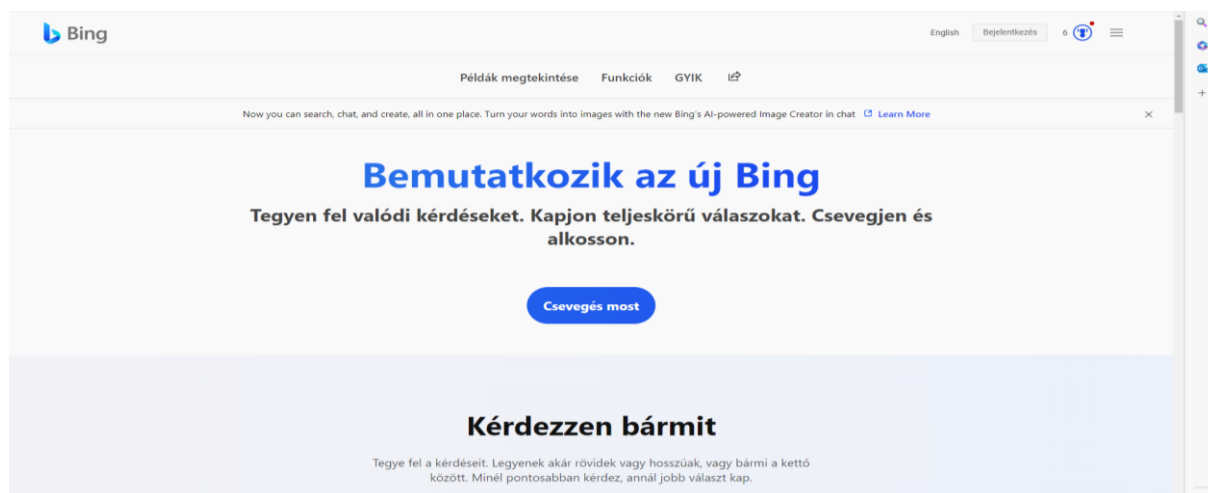 Bing
English Bejelentkezés 6
Példák megtekintése Funkciók GYIK
Now you can search, chat, and create, all in one place. Turn your words into images with the new Bing's AI-powered Image Creator in chat Learn More
Bemutatkozik az új Bing
Tegyen fel valódi kérdéseket. Kapjon teljeskörű válaszokat. Csevegjen és
alkosson.
Csevegés most
Kérdezzen bármit
Tegye fel a kérdéseit. Legyenek akár rövidek vagy hosszúak, vagy bármi a kettő
között. Minél pontosabban kérdez, annál jobb választ kap.